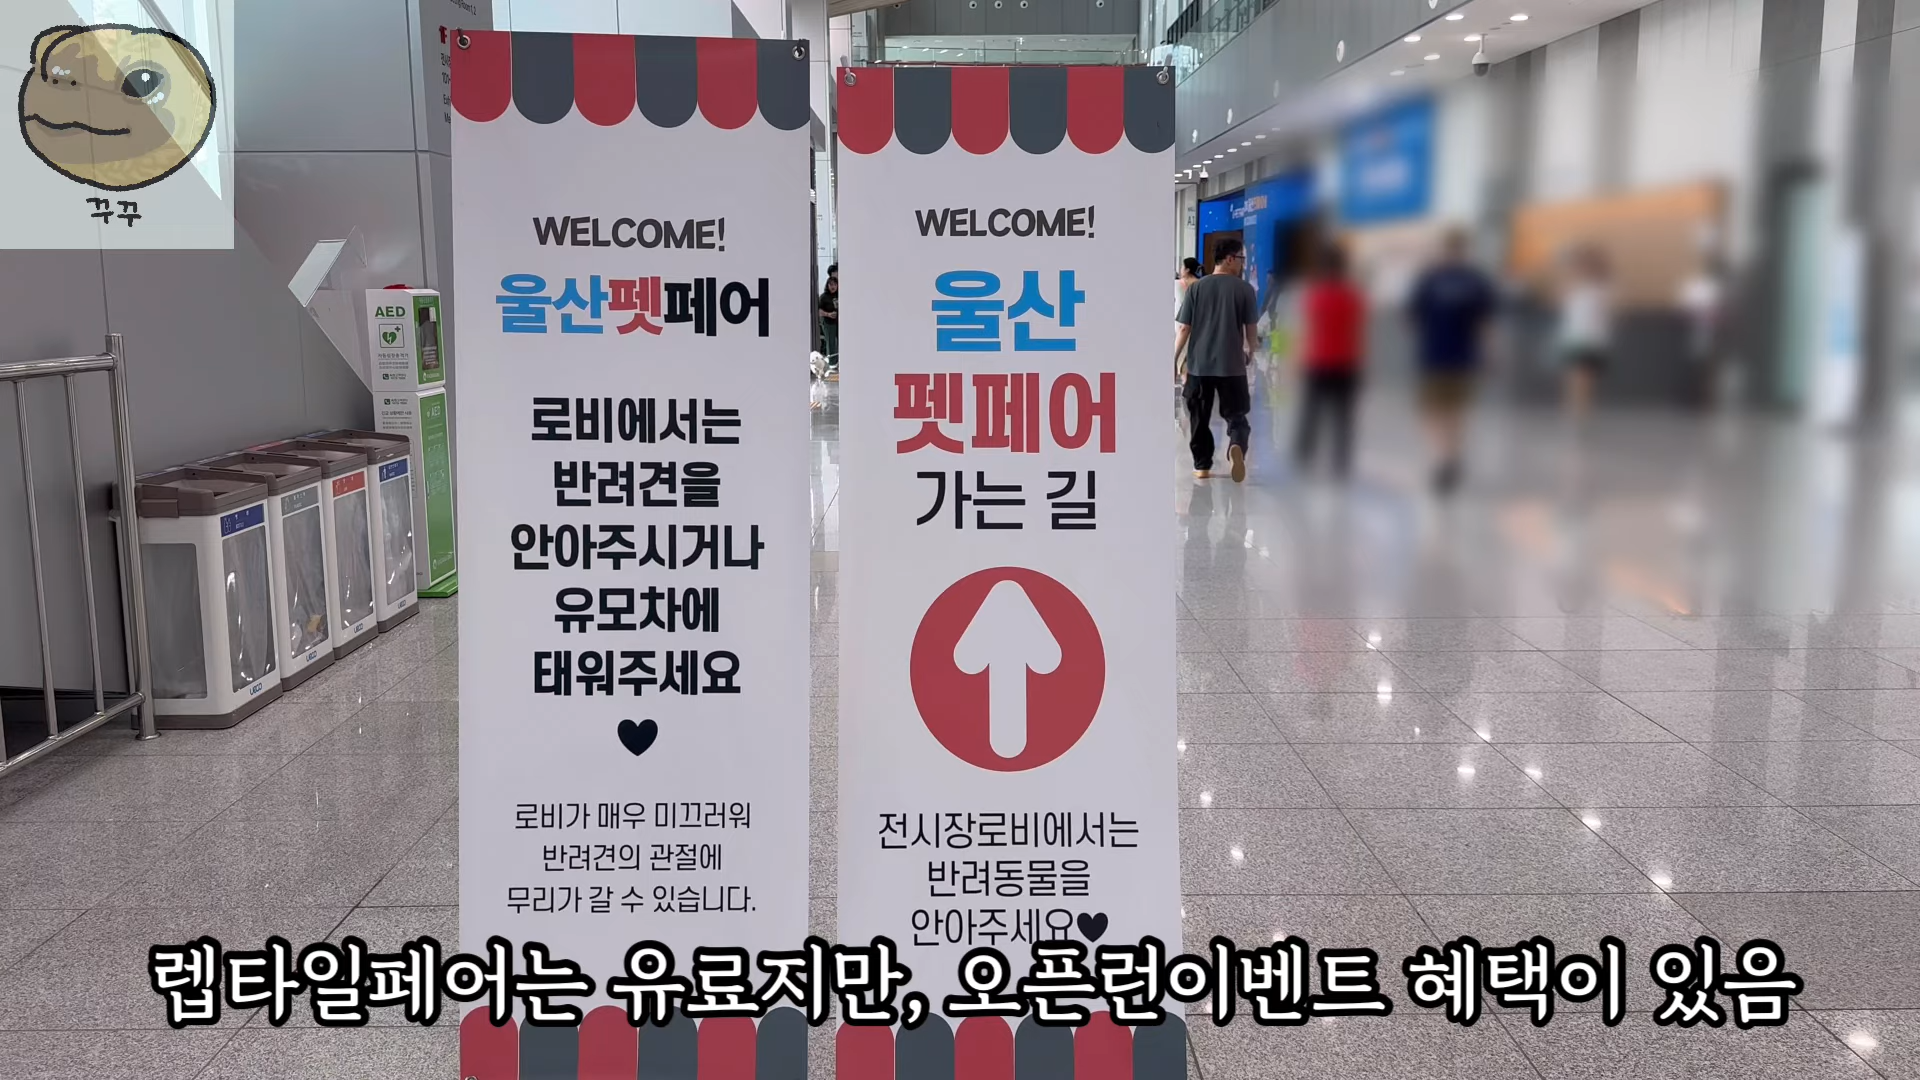 꾸꾸
AED
WELCOME!
울산펫페어
로비에서는
반려견을
안아주시거나
유모차에
태워주세요
로비가 매우 미끄러워
반려견의 관절에
무리가 갈 수 있습니다.
WELCOME!
울산
펫페어
가는 길
전시장로비에서는
반려동물을
안아주세요♥
렙타일페어는 유료지만, 오픈런이벤트 혜택이 있음